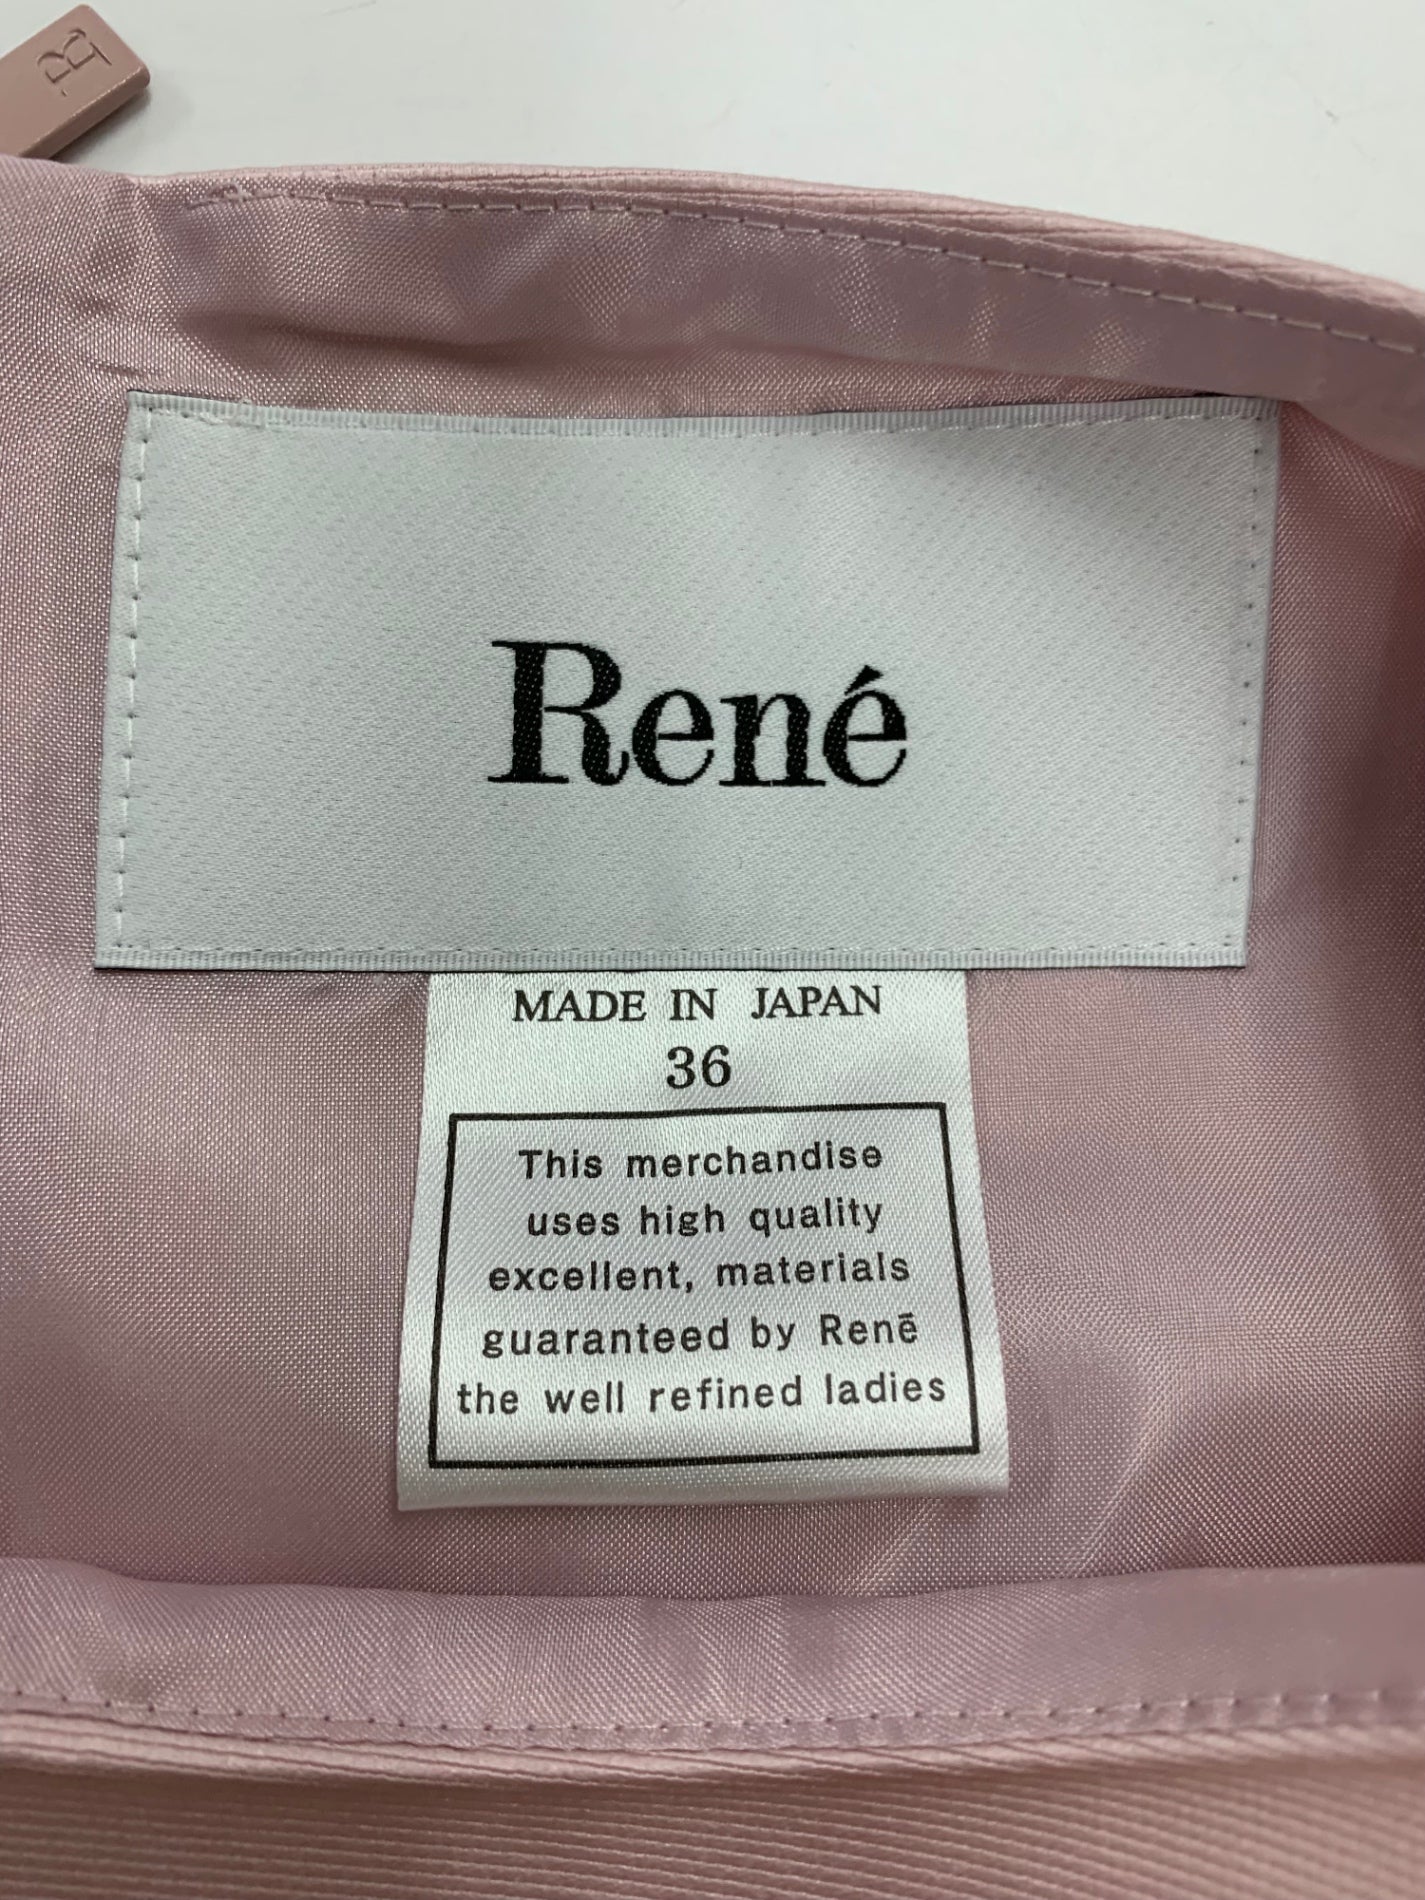 R
René
MADE IN JAPAN
36
This merchandise
uses high quality
excellent, materials
guaranteed by Renē
the well refined ladies